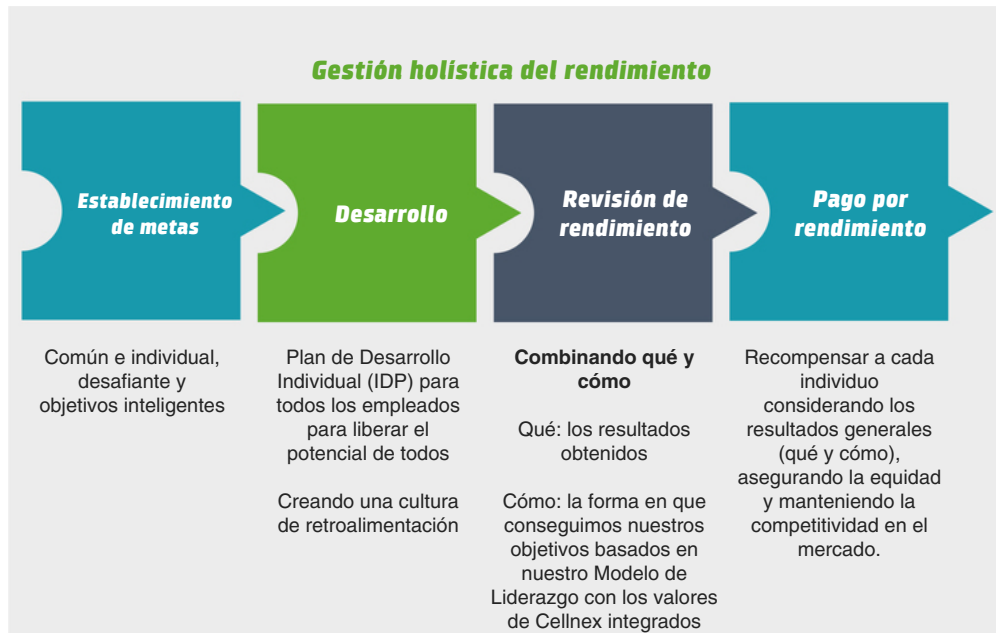 Gestión holística del rendimiento
Establecimiento
de metas
Desarrollo
Revisión de
rendimiento
Pago por
rendimiento
Común e individual,
desafiante y
objetivos inteligentes
Plan de Desarrollo
Individual (IDP) para
todos los empleados
para liberar el
potencial de todos
Creando una cultura
de retroalimentación
Combinando qué y
cómo
Qué: los resultados
obtenidos
Cómo: la forma en que
conseguimos nuestros
objetivos basados en
nuestro Modelo de
Liderazgo con los valores
de Cellnex integrados
Recompensar a cada
individuo
considerando los
resultados generales
(qué y cómo),
asegurando la equidad
y manteniendo la
competitividad en el
mercado.